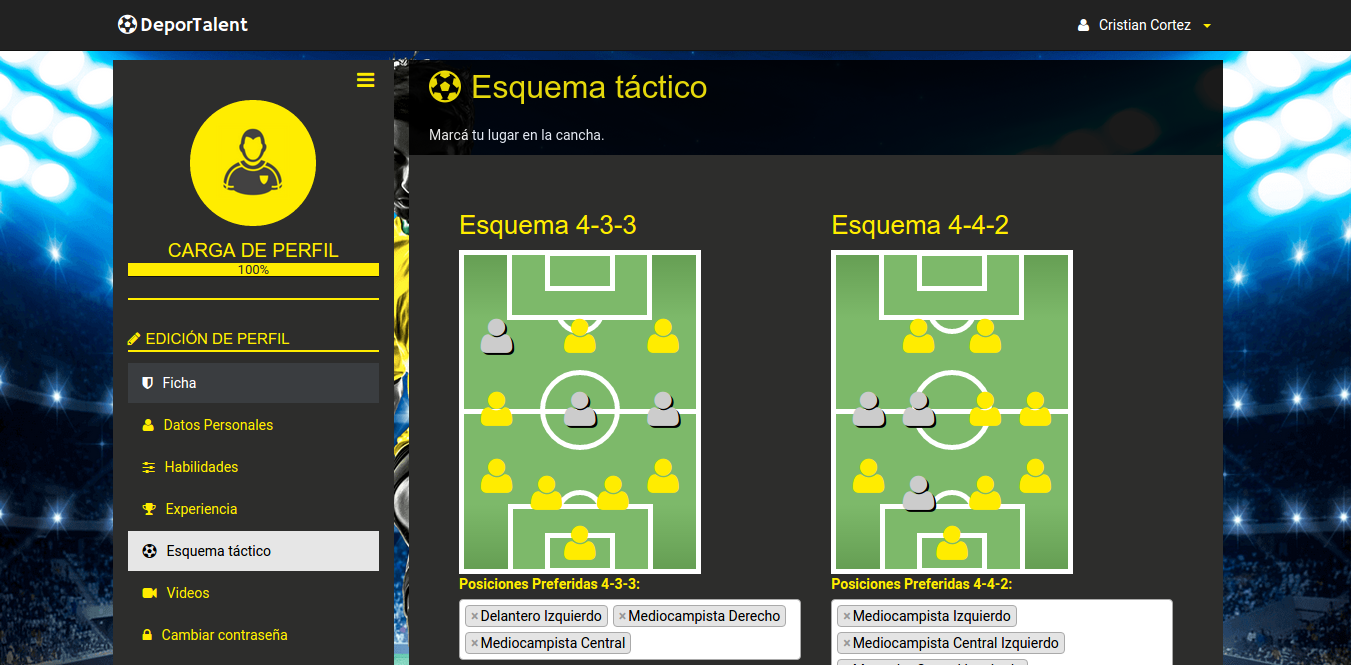 DeporTalent
Cristian Cortez
CARGA DE PERFIL
100%
EDICIÓN DE PERFIL
Ficha
Datos Personales
Habilidades
Experiencia
Esquema táctico
Videos
Cambiar contraseña
Esquema táctico
Marcá tu lugar en la cancha.
Esquema 4-3-3
Posiciones Preferidas 4-3-3:
×Delantero Izquierdo ×Mediocampista Derecho
×Mediocampista Central
Esquema 4-4-2
Posiciones Preferidas 4-4-2:
×Mediocampista Izquierdo
×Mediocampista Central Izquierdo